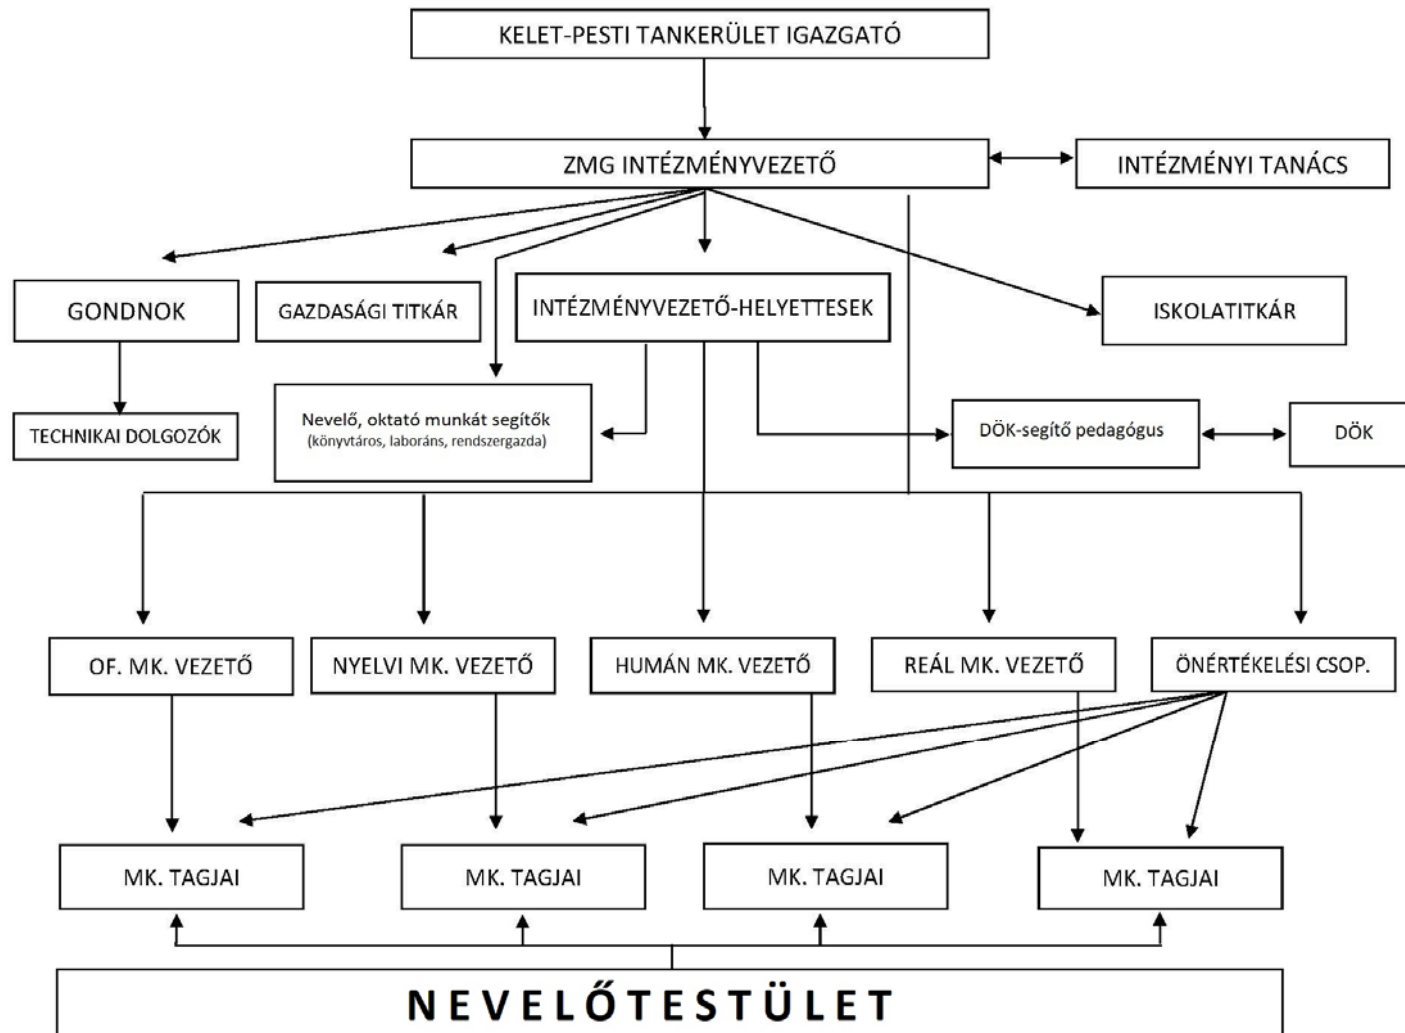 KELET-PESTI TANKERÜLET IGAZGATÓ
ZMG INTÉZMÉNYVEZETŐ
INTÉZMÉNYI TANÁCS
GONDNOK
GAZDASÁGI TITKÁR
INTÉZMÉNYVEZETŐ-HELYETTESEK
ISKOLATITKÁR
TECHNIKAI DOLGOZÓK
Nevelő, oktató munkát segítők
(könyvtáros, laboráns, rendszergazda)
DÖK-segítő pedagógus
DÖK
OF. MK. VEZETŐ
NYELVI MK. VEZETŐ
HUMÁN MK. VEZETŐ
REÁL MK. VEZETŐ
ÖNÉRTÉKELÉSI CSOP.
MK. TAGJAI
MK. TAGJAI
MK. TAGJAI
MK. TAGJAI
NEVELŐTESTÜLET